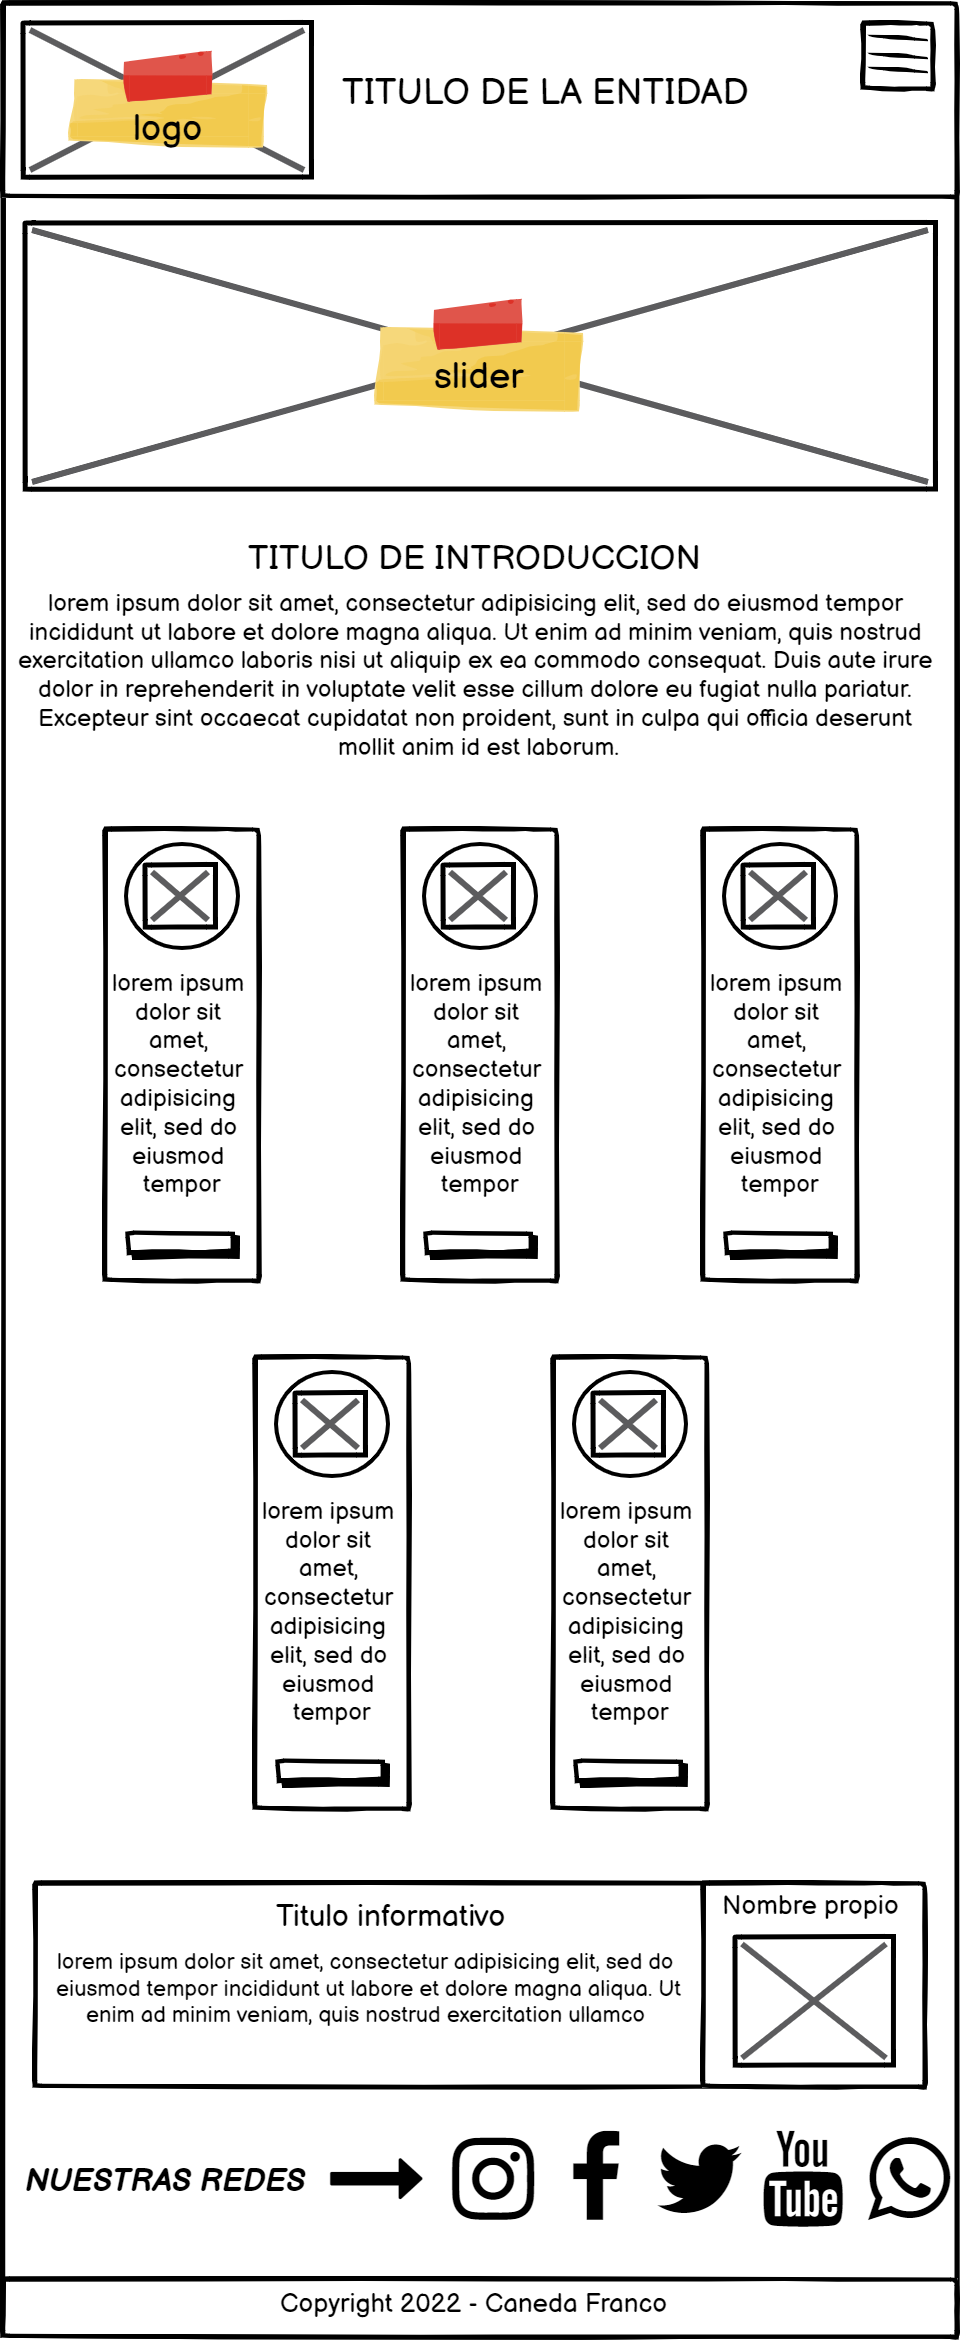 logo
TITULO DE LA ENTIDAD
slider
TITULO DE INTRODUCCION
lorem ipsum dolor sit amet, consectetur adipisicing elit, sed do eiusmod tempor
incididunt ut labore et dolore magna aliqua. Ut enim ad minim veniam, quis nostrud
exercitation ullamco laboris nisi ut aliquip ex ea commodo consequat. Duis aute irure
dolor in reprehenderit in voluptate velit esse cillum dolore eu fugiat nulla pariatur.
Excepteur sint occaecat cupidatat non proident, sunt in culpa qui officia deserunt
mollit anim id est laborum.
lorem ipsum
dolor sit
amet,
consectetur
adipisicing
elit, sed do
eiusmod
tempor
lorem ipsum
dolor sit
amet,
consectetur
adipisicing
elit, sed do
eiusmod
tempor
lorem ipsum
dolor sit
amet,
consectetur
adipisicing
elit, sed do
eiusmod
tempor
lorem ipsum
dolor sit
amet,
consectetur
adipisicing
elit, sed do
eiusmod
tempor
lorem ipsum
dolor sit
amet,
consectetur
adipisicing
elit, sed do
eiusmod
tempor
Titulo informativo
lorem ipsum dolor sit amet, consectetur adipisicing elit, sed do
eiusmod tempor incididunt ut labore et dolore magna aliqua. Ut
enim ad minim veniam, quis nostrud exercitation ullamco
Nombre propio
NUESTRAS REDES
You
Tube
Copyright 2022 - Caneda Franco